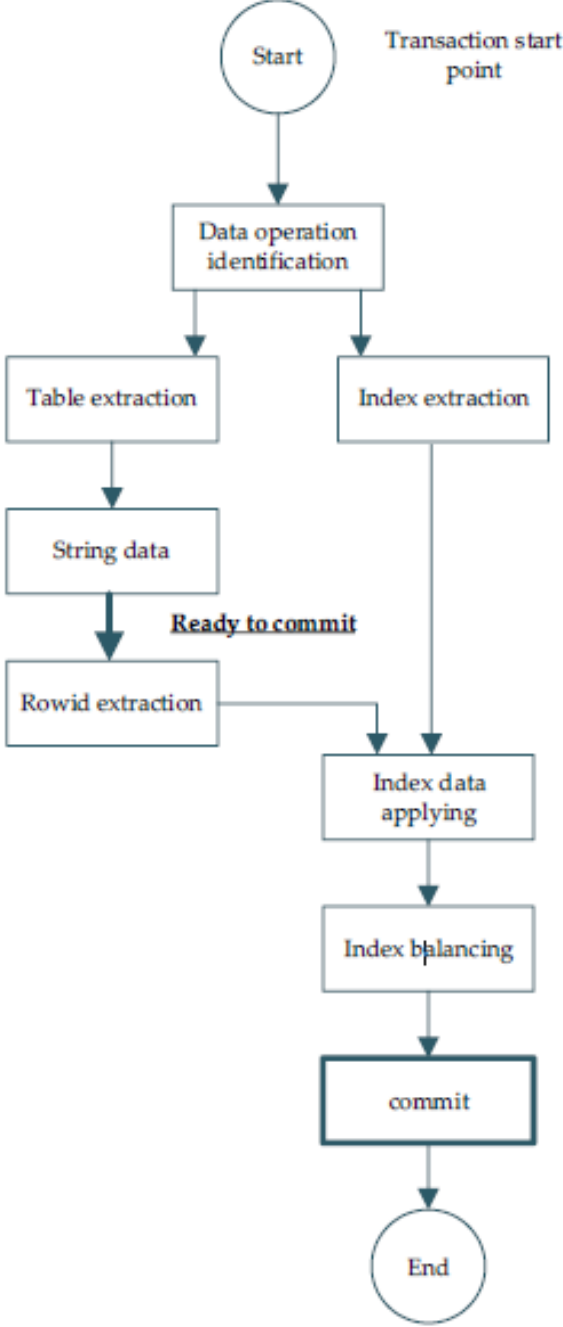 Start
Transaction start
point
Data operation
identification
Table extraction
Index extraction
String data
Ready to commit
Rowid extraction
Index data
applying
Index balancing
commit
End